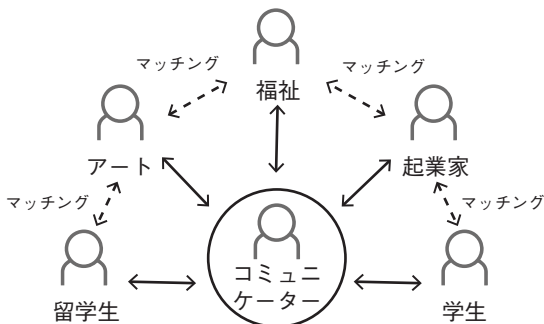 マッチング
マッチング
福祉
アート
起業家
マッチング
マッチング
コミュニ
ケーター
留学生
学生